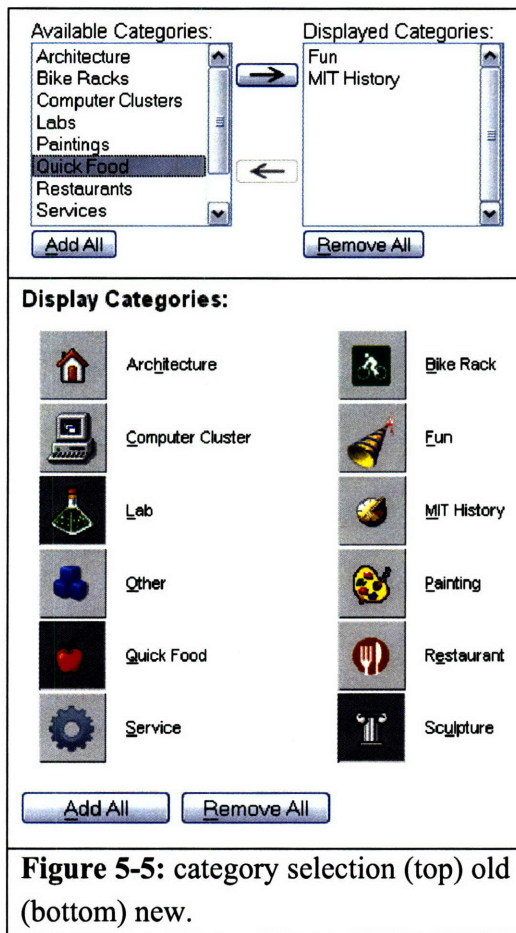 Available Categories:
Architecture
Bike Racks
Computer Clusters
Labs
Paintings
Quick Food
Restaurants
Services
Add All
Displayed Categories:
Fun
MIT History
Remove All
Display Categories:
Architecture
Bike Rack
Computer Cluster
Fun
Lab
MIT History
Other
Painting
Quick Food
Restaurant
Service
Sculpture
Add All
Remove All
Figure 5-5: category selection (top) old
(bottom) new.